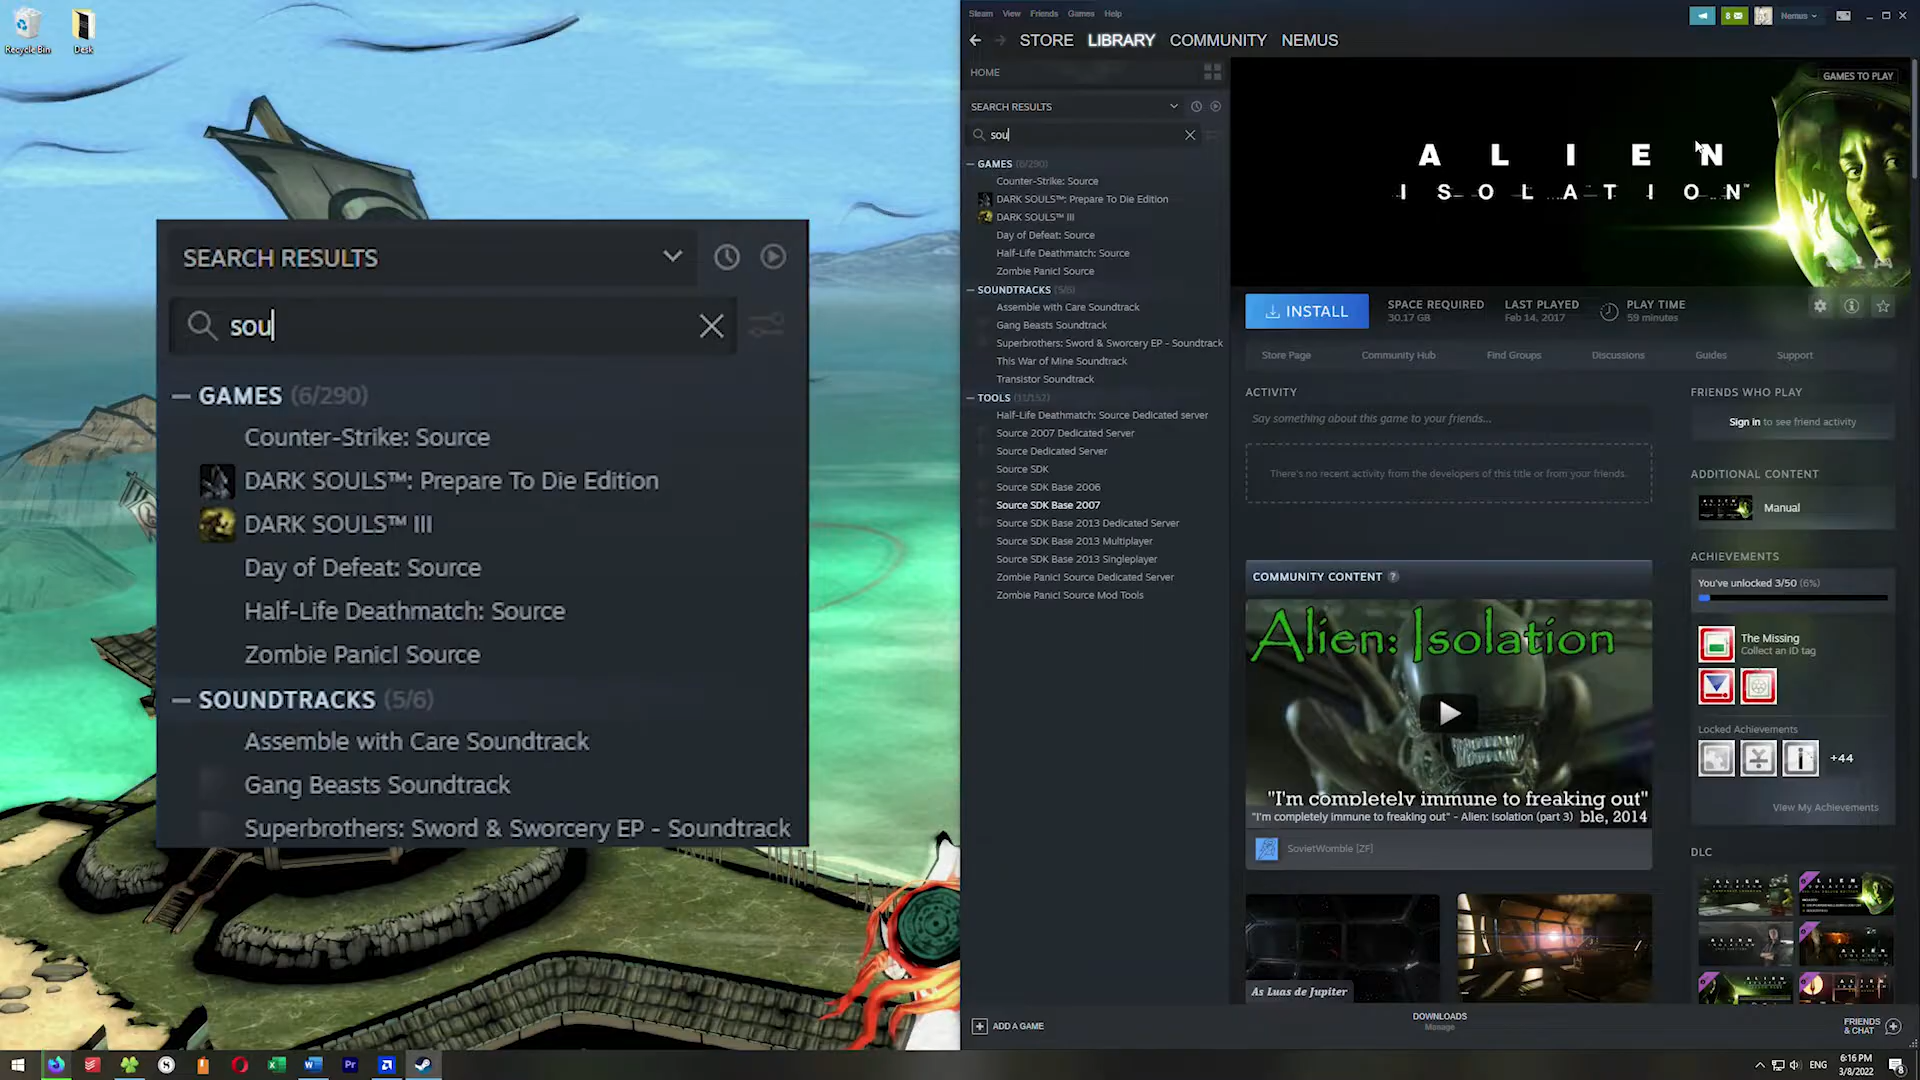 Recycle Bin
Desk
SEARCH RESULTS
sou
GAMES (6/290)
Counter-Strike: Source
DARK SOULS™: Prepare To Die Edition
DARK SOULS™ III
Day of Defeat: Source
Half-Life Deathmatch: Source
Zombie Panic! Source
SOUNDTRACKS (5/6)
Assemble with Care Soundtrack
Gang Beasts Soundtrack
Superbrothers: Sword & Sworcery EP - Soundtrack
Steam View Friends Games Help
8
Nemus
STORE LIBRARY COMMUNITY NEMUS
HOME
SEARCH RESULTS
sou
GAMES (6/290)
Counter-Strike: Source
DARK SOULS™: Prepare To Die Edition
DARK SOULS™ III
Day of Defeat: Source
Half-Life Deathmatch: Source
Zombie Panic! Source
SOUNDTRACKS (5/6)
Assemble with Care Soundtrack
Gang Beasts Soundtrack
Superbrothers: Sword & Sworcery EP - Soundtrack
This War of Mine Soundtrack
Transistor Soundtrack
TOOLS (11/152)
Half-Life Deathmatch: Source Dedicated server
Source 2007 Dedicated Server
Source Dedicated Server
Source SDK
Source SDK Base 2006
Source SDK Base 2007
Source SDK Base 2013 Dedicated Server
Source SDK Base 2013 Multiplayer
Source SDK Base 2013 Singleplayer
Zombie Panic! Source Dedicated Server
Zombie Panic! Source Mod Tools
ADD A GAME
GAMES TO PLAY
ALIEN
ISOLATION™
INSTALL
SPACE REQUIRED
30.17 GB
LAST PLAYED
Feb 14, 2017
PLAY TIME
59 minutes
Store Page Community Hub Find Groups Discussions Guides Support
ACTIVITY
Say something about this game to your friends...
There's no recent activity from the developers of this title or from your friends.
COMMUNITY CONTENT ?
Alien: Isolation
"I'm completely immune to freaking out"
"I'm completely immune to freaking out" - Alien: Isolation (part 3)
ble, 2014
SovietWomble [ZF]
As Luas de Jupiter
FRIENDS WHO PLAY
Sign in to see friend activity
ADDITIONAL CONTENT
Manual
ACHIEVEMENTS
You've unlocked 3/50 (6%)
The Missing
Collect an ID tag
Locked Achievements
+44
View My Achievements
DLC
DOWNLOADS
Manage
FRIENDS
& CHAT
ENG
6:16 PM
3/8/2022
8